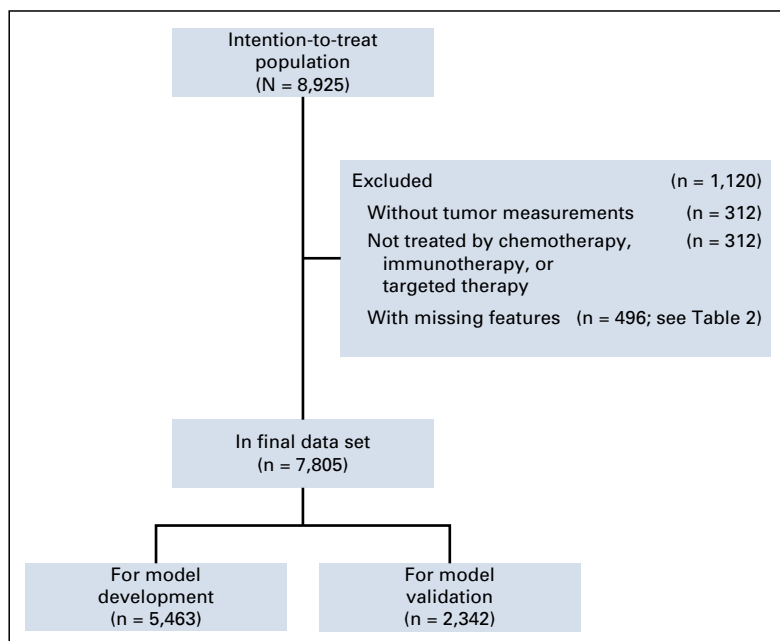 Intention-to-treat
population
(N = 8,925)
Excluded (n = 1,120)
Without tumor measurements (n = 312)
Not treated by chemotherapy, (n = 312)
immunotherapy, or
targeted therapy
With missing features (n = 496; see Table 2)
In final data set
(n = 7,805)
For model
development
(n = 5,463)
For model
validation
(n = 2,342)